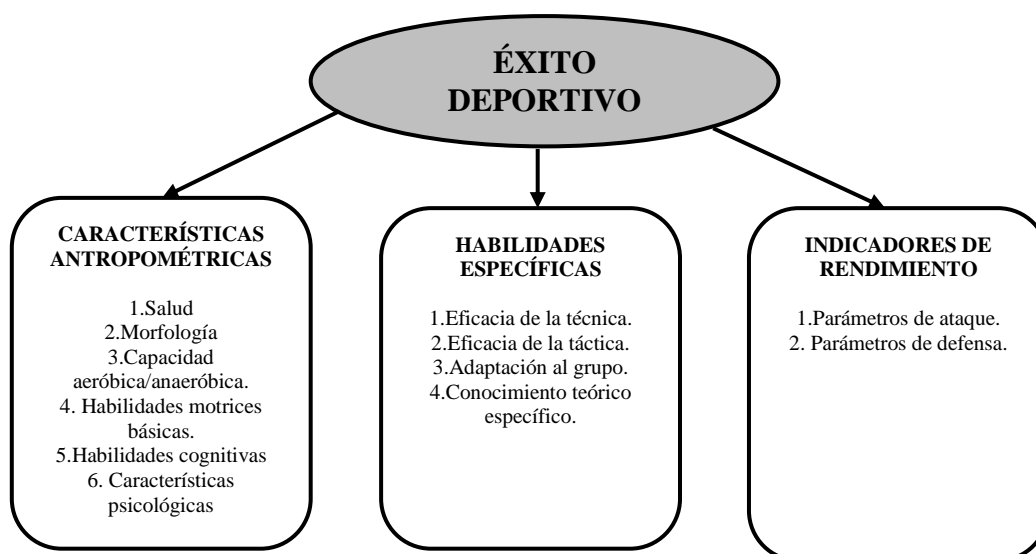 ÉXITO
DEPORTIVO
CARACTERÍSTICAS
ANTROPOMÉTRICAS
1.Salud
2.Morfología
3.Capacidad
aeróbica/anaeróbica.
4. Habilidades motrices
básicas.
5.Habilidades cognitivas
6. Características
psicológicas
HABILIDADES
ESPECÍFICAS
1.Eficacia de la técnica.
2.Eficacia de la táctica.
3.Adaptación al grupo.
4.Conocimiento teórico
específico.
INDICADORES DE
RENDIMIENTO
1.Parámetros de ataque.
2. Parámetros de defensa.